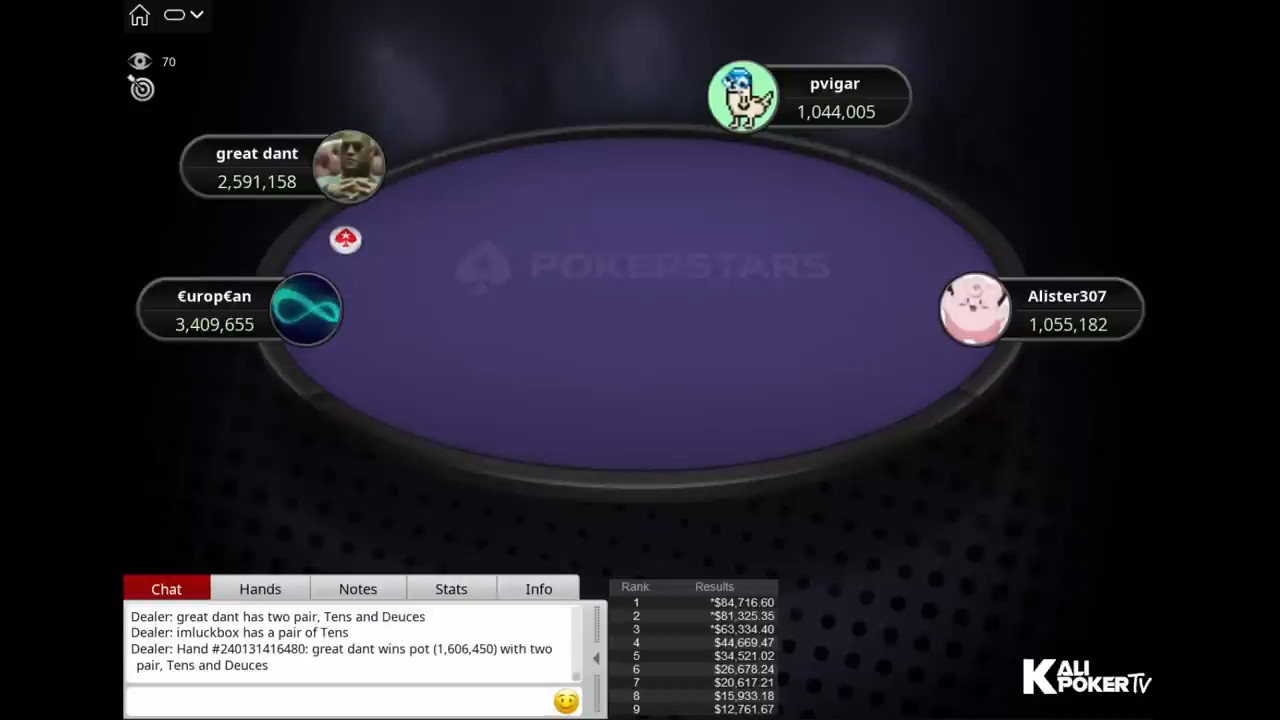 70
pvigar
1,044,005
great dant
2,591,158
POKERSTARS
€urop€an
3,409,655
Alister307
1,055,182
Chat Hands Notes Stats Info
Dealer: great dant has two pair, Tens and Deuces
Dealer: imluckbox has a pair of Tens
Dealer: Hand #240131416480: great dant wins pot (1,606,450) with two
pair, Tens and Deuces
Rank Results
1 *$84,716.60
2 *$81,325.35
3 *$63,334.40
4 $44,669.47
5 $34,521.02
6 $26,678.24
7 $20,617.21
8 $15,933.18
9 $12,761.67
KALI
POKERTV